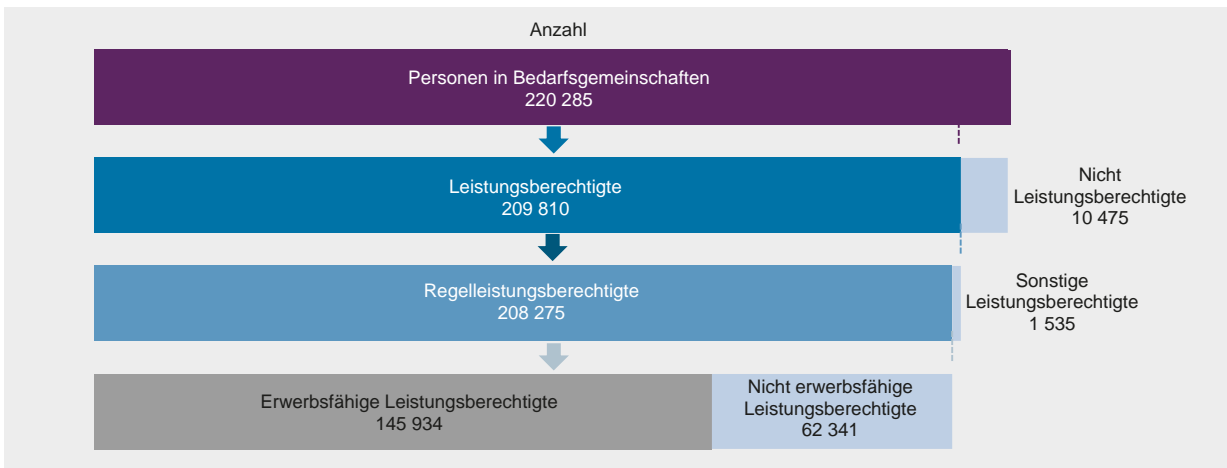 Anzahl
Personen in Bedarfsgemeinschaften
220 285
Leistungsberechtigte
209 810
Nicht
Leistungsberechtigte
10 475
Regelleistungsberechtigte
208 275
Sonstige
Leistungsberechtigte
1 535
Erwerbsfähige Leistungsberechtigte
145 934
Nicht erwerbsfähige
Leistungsberechtigte
62 341